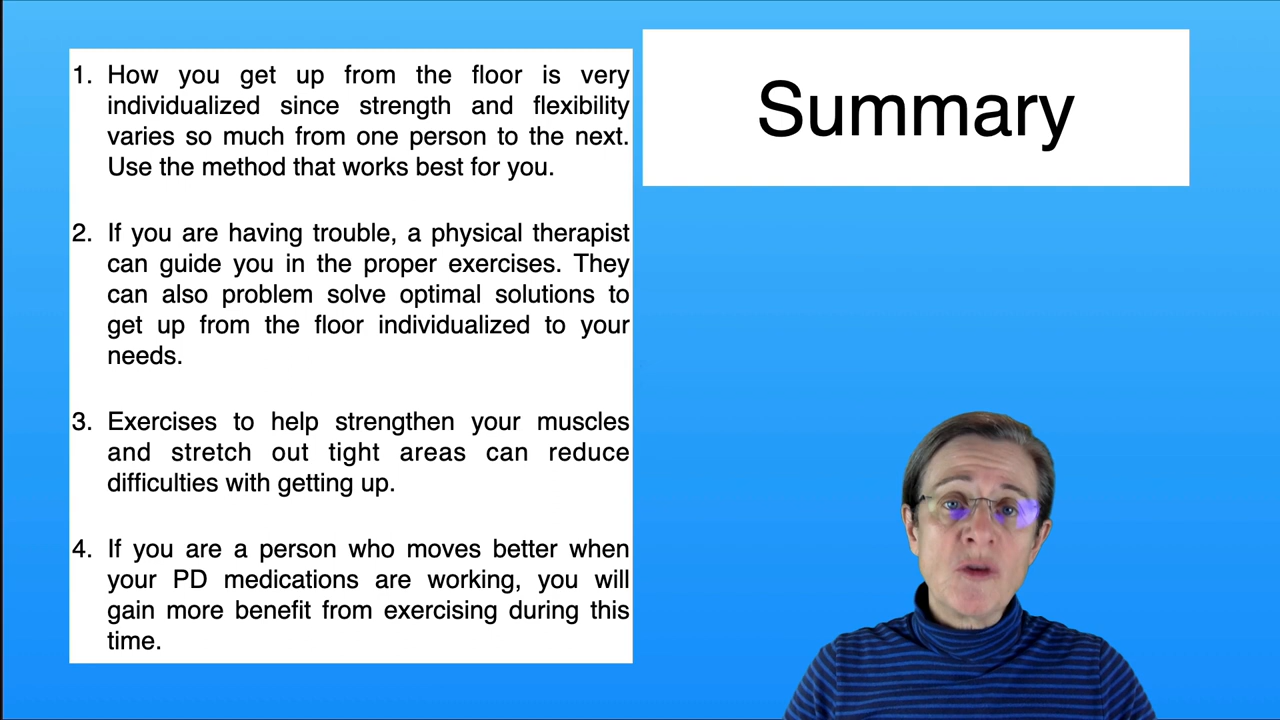 Summary
1. How you get up from the floor is very
individualized since strength and flexibility
varies so much from one person to the next.
Use the method that works best for you.
2. If you are having trouble, a physical therapist
can guide you in the proper exercises. They
can also problem solve optimal solutions to
get up from the floor individualized to your
needs.
3. Exercises to help strengthen your muscles
and stretch out tight areas can reduce
difficulties with getting up.
4. If you are a person who moves better when
your PD medications are working, you will
gain more benefit from exercising during this
time.